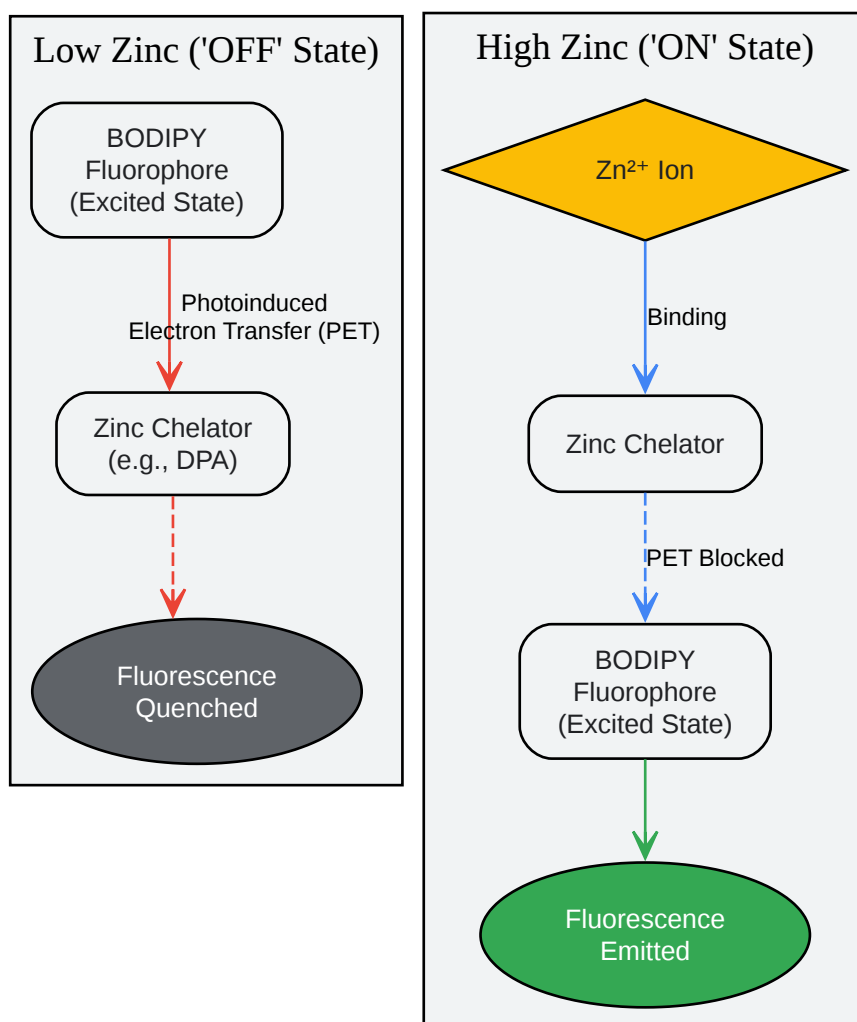 Low Zinc ('OFF' State)
BODIPY
Fluorophore
(Excited State)
Photoinduced
Electron Transfer (PET)
Zinc Chelator
(e.g., DPA)
Fluorescence
Quenched
High Zinc ('ON' State)
Zn²⁺ Ion
Binding
Zinc Chelator
PET Blocked
BODIPY
Fluorophore
(Excited State)
Fluorescence
Emitted